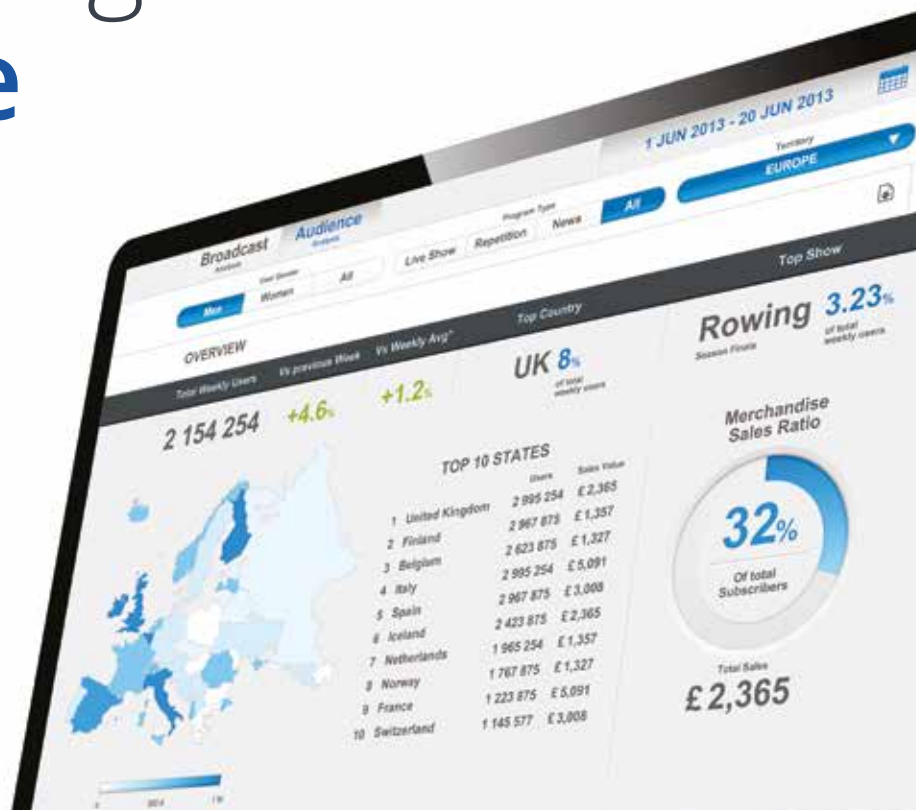 g
e
1 JUN 2013 - 20 JUN 2013
Broadcast
Analysis
Audience
Analysis
User Gender
Men
Women
All
Program Type
Live Show
Repetition
News
All
Territory
EUROPE
OVERVIEW
Total Weekly Users
Vs previous Week
Vs Weekly Avg*
Top Country
Top Show
2 154 254
+4.6%
+1.2%
UK 8%
of total
weekly users
Rowing 3.23%
Season Finale
of total
weekly users
TOP 10 STATES
Users Sales Value
1 United Kingdom 2 995 254 £2,365
2 Finland 2 967 875 £1,357
3 Belgium 2 623 875 £1,327
4 Italy 2 995 254 £5,091
5 Spain 2 967 875 £3,008
6 Iceland 2 423 875 £2,365
7 Netherlands 1 965 254 £1,357
8 Norway 1 767 875 £1,327
9 France 1 223 875 £5,091
10 Switzerland 1 145 577 £3,008
Merchandise
Sales Ratio
32%
Of total
Subscribers
Total Sales
£2,365
0